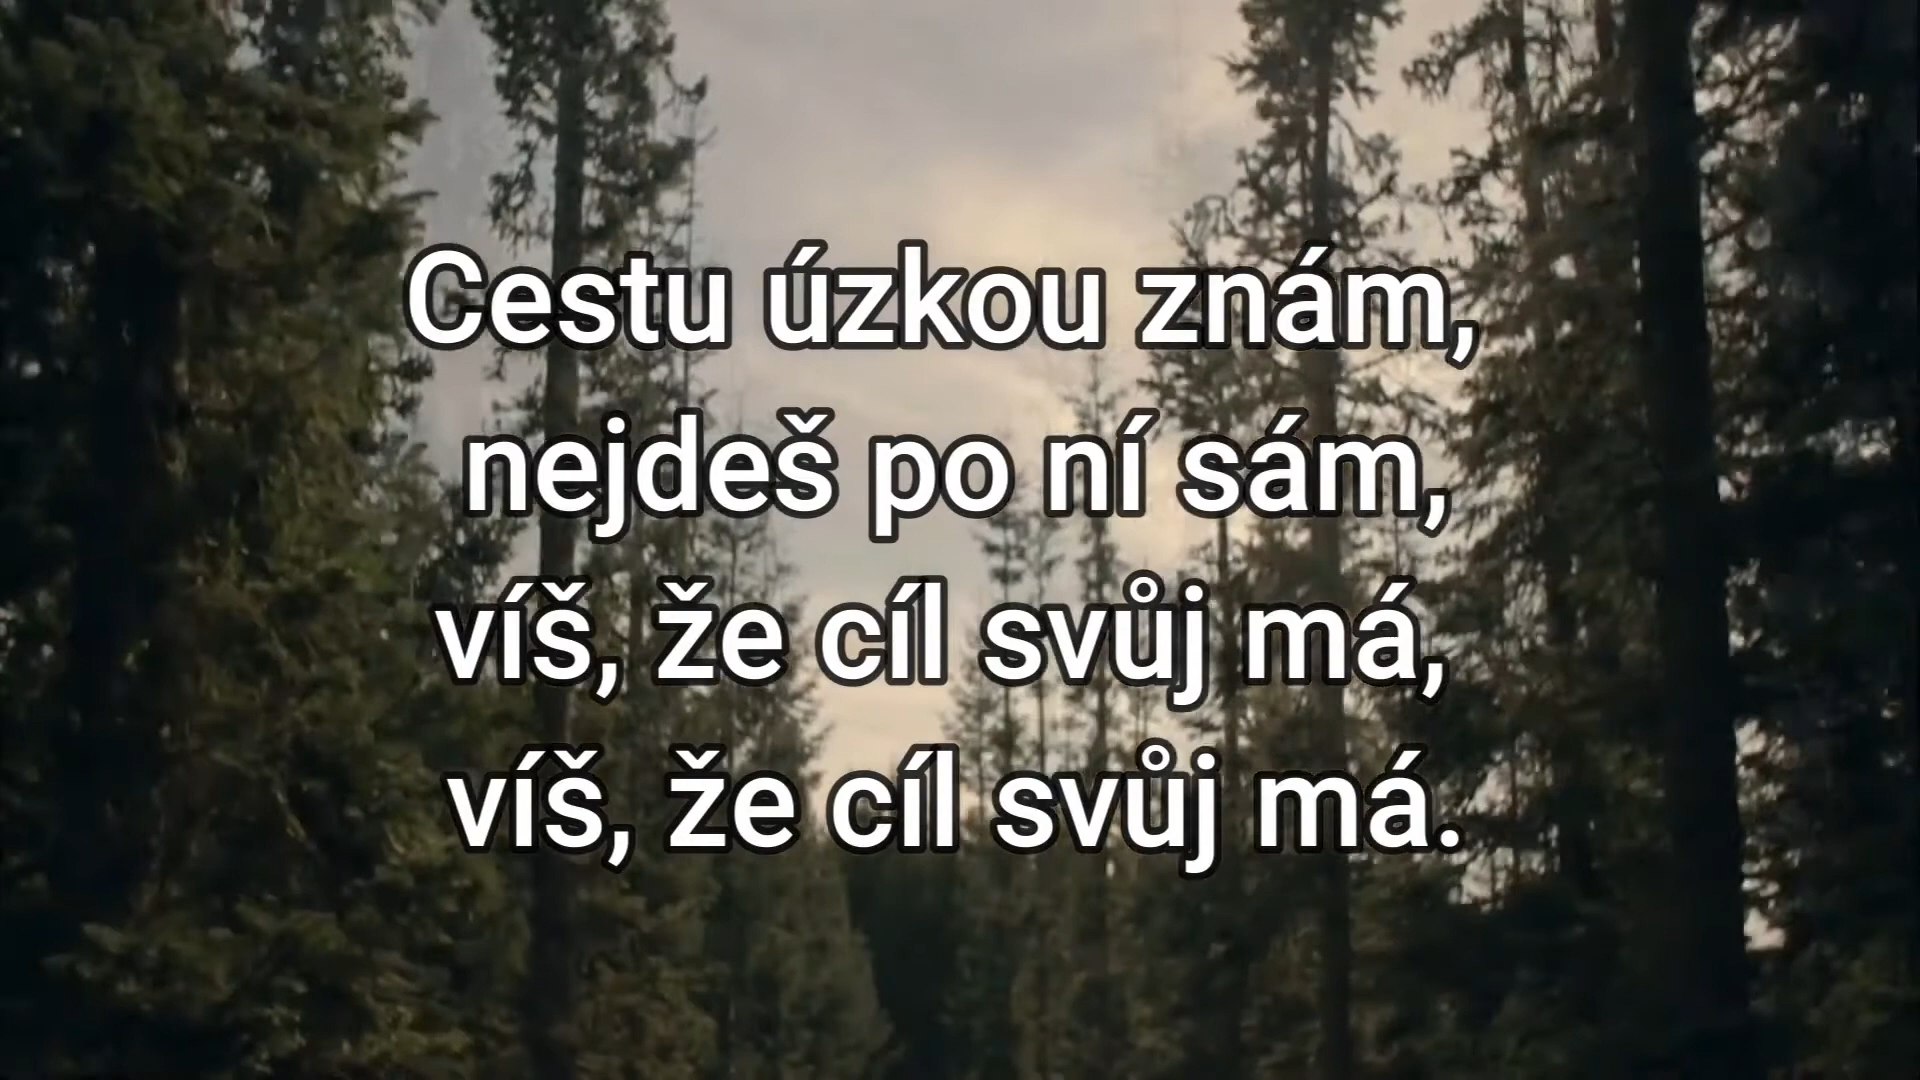 Cestu úzkou znám,
nejdeš po ní sám,
víš, že cíl svůj má,
víš, že cíl svůj má.